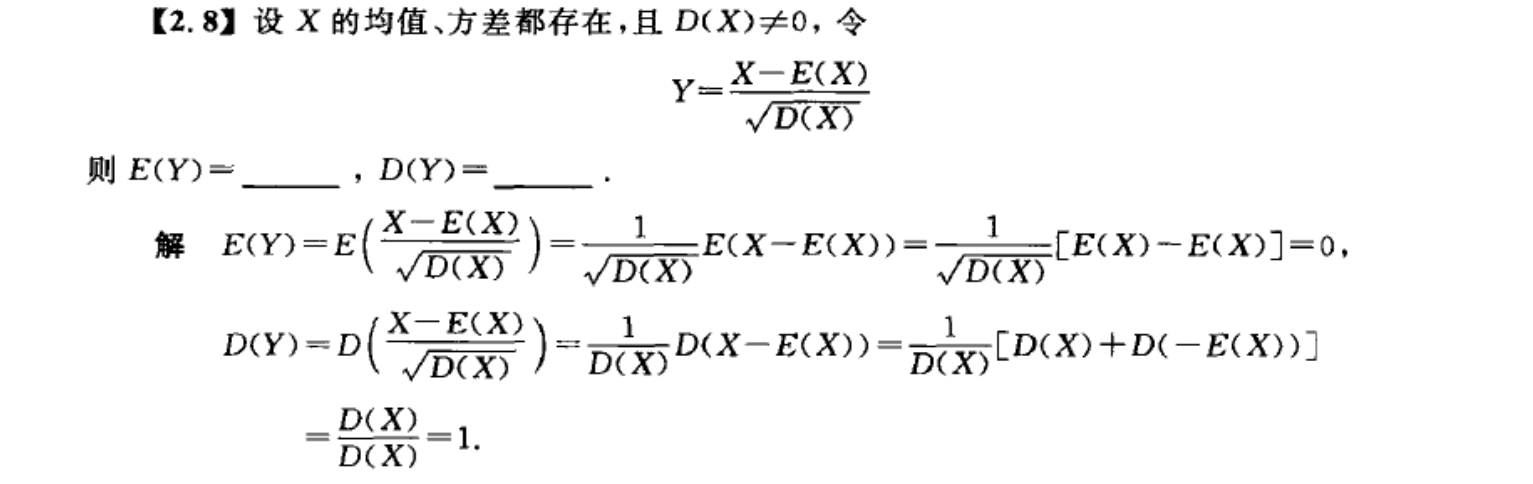 【2.8】设 X 的均值、方差都存在,且 D(X)≠0, 令
Y=\frac{X-E(X)}{\sqrt{D(X)}}
则 E(Y)=______ , D(Y)=______ .
解 E(Y)=E\left(\frac{X-E(X)}{\sqrt{D(X)}}\right)=\frac{1}{\sqrt{D(X)}}E(X-E(X))=\frac{1}{\sqrt{D(X)}}[E(X)-E(X)]=0,
D(Y)=D\left(\frac{X-E(X)}{\sqrt{D(X)}}\right)=\frac{1}{D(X)}D(X-E(X))=\frac{1}{D(X)}[D(X)+D(-E(X))]
=\frac{D(X)}{D(X)}=1.